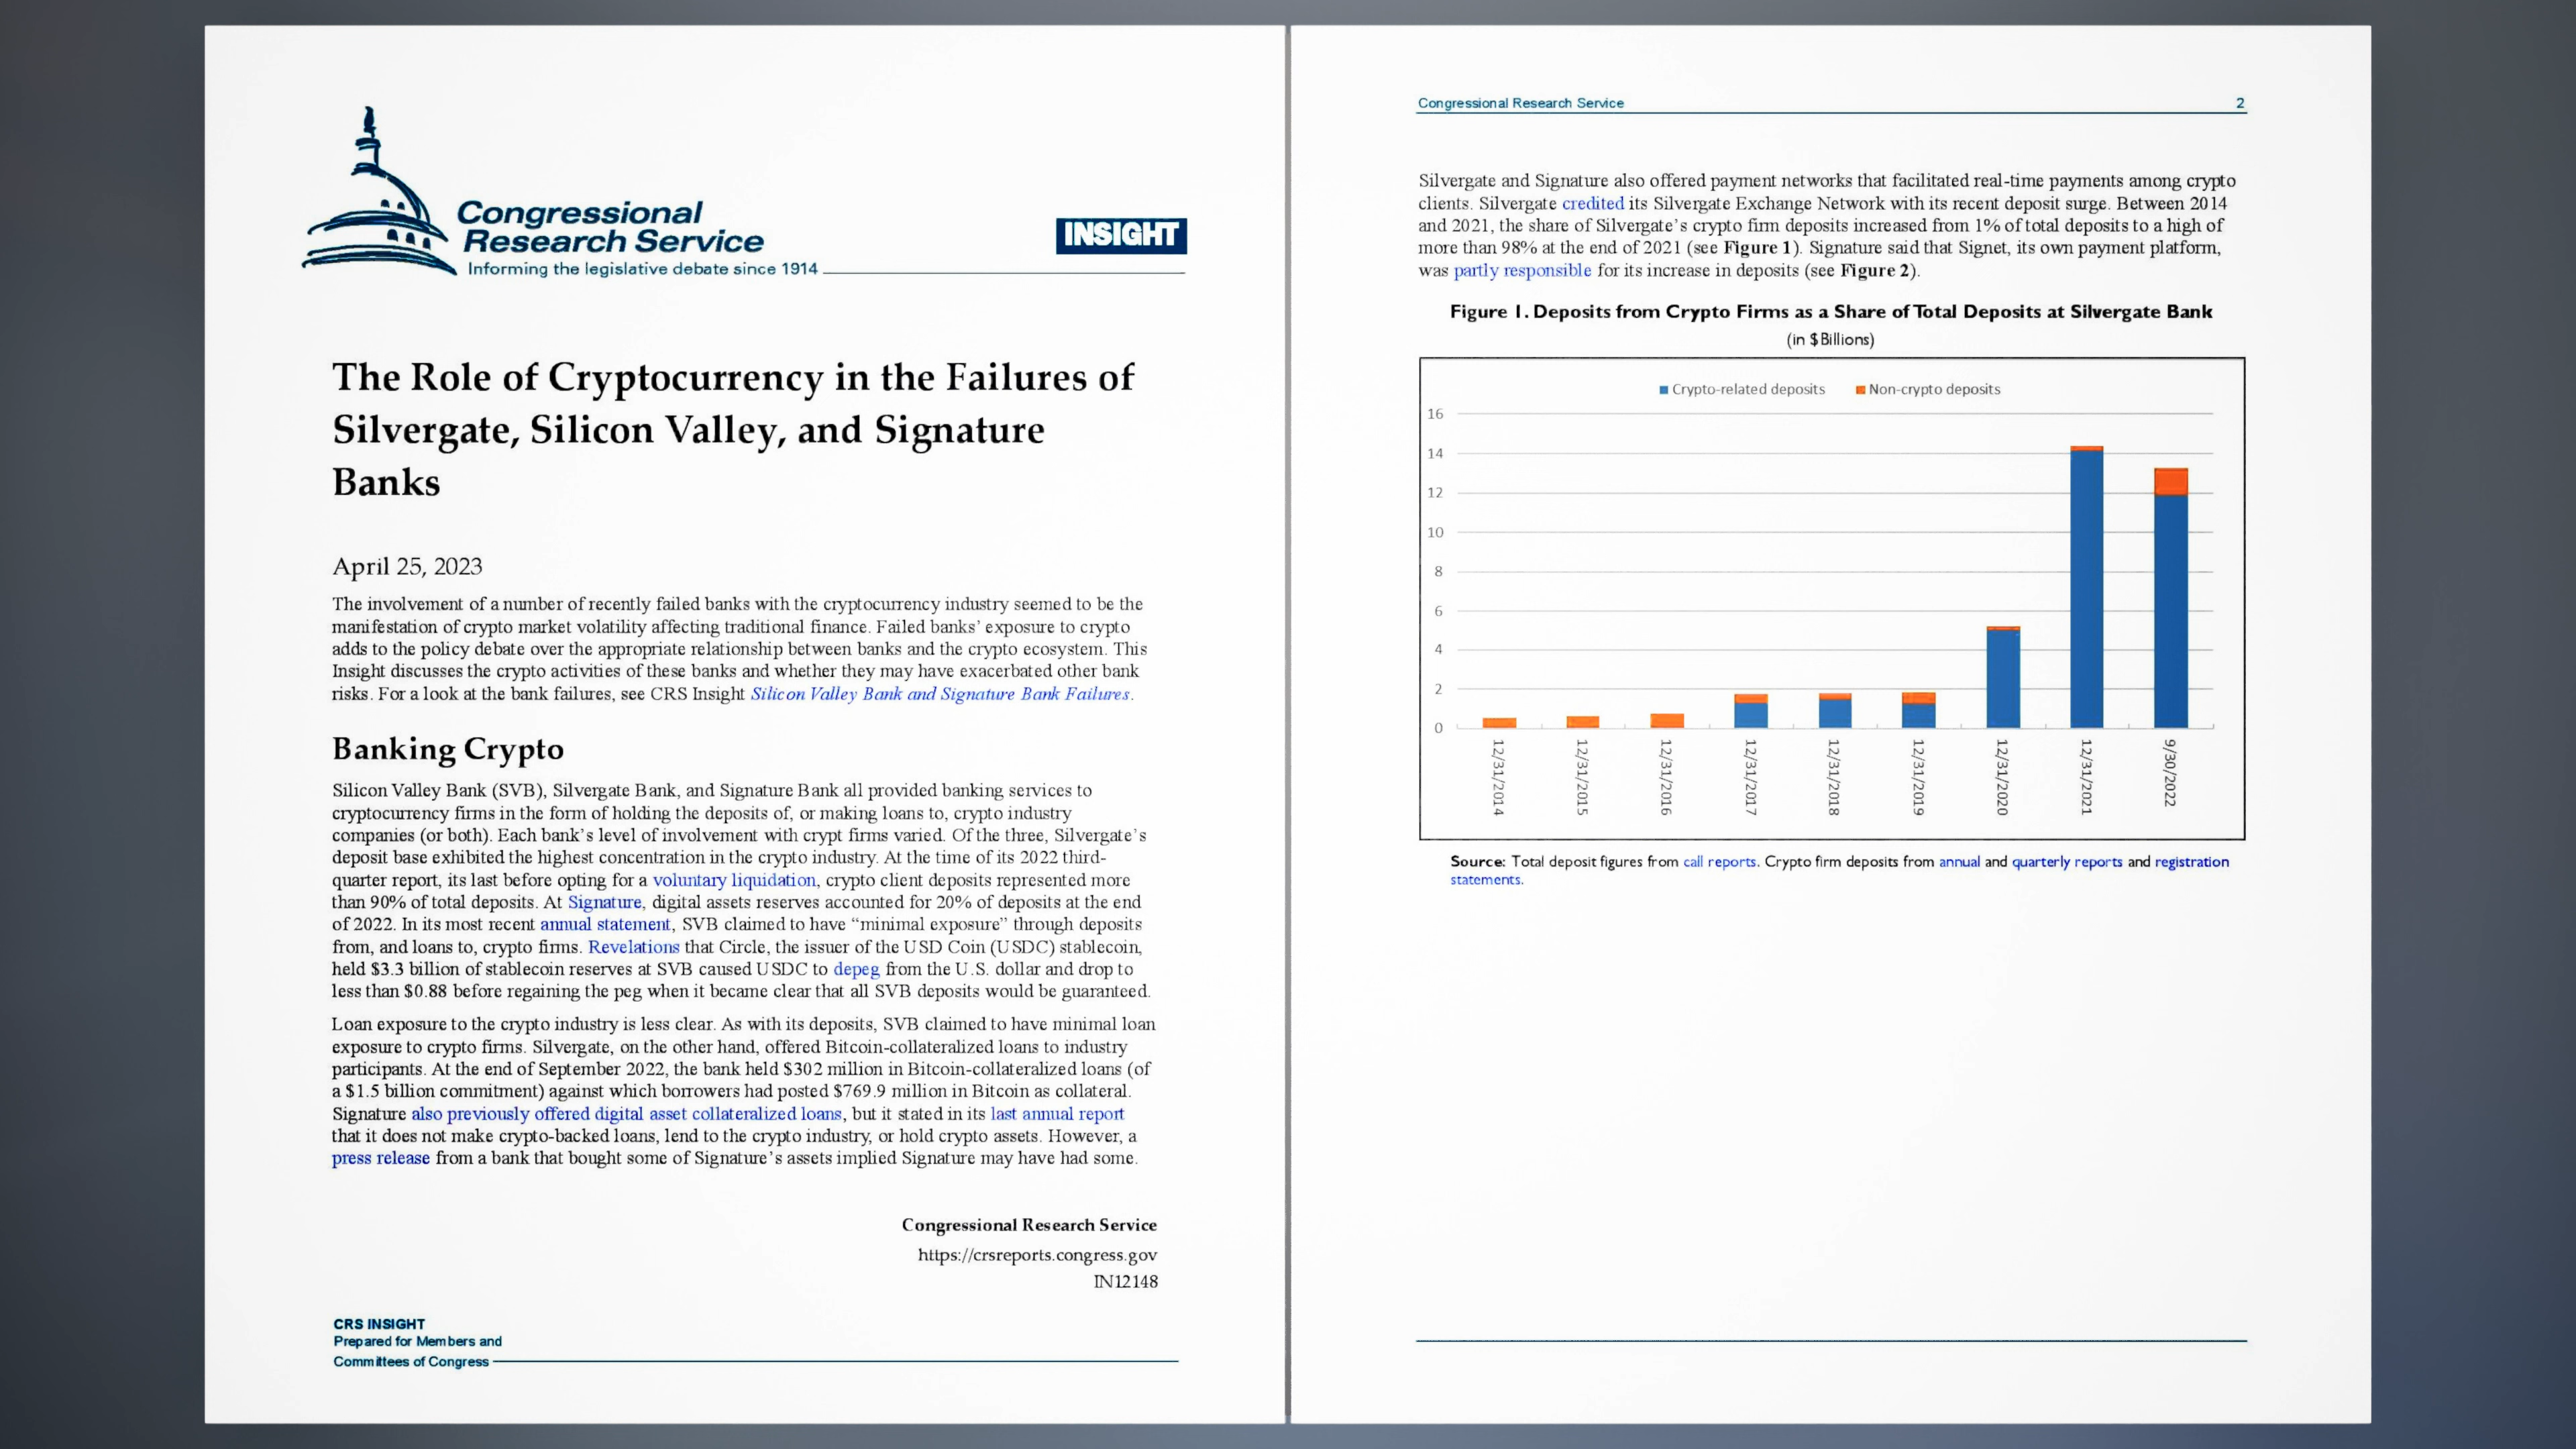 Congressional
Research Service
Informing the legislative debate since 1914
INSIGHT
The Role of Cryptocurrency in the Failures of
Silvergate, Silicon Valley, and Signature
Banks
April 25, 2023
The involvement of a number of recently failed banks with the cryptocurrency industry seemed to be the
manifestation of crypto market volatility affecting traditional finance. Failed banks' exposure to crypto
adds to the policy debate over the appropriate relationship between banks and the crypto ecosystem. This
Insight discusses the crypto activities of these banks and whether they may have exacerbated other bank
risks. For a look at the bank failures, see CRS Insight Silicon Valley Bank and Signature Bank Failures.
Banking Crypto
Silicon Valley Bank (SVB), Silvergate Bank, and Signature Bank all provided banking services to
cryptocurrency firms in the form of holding the deposits of, or making loans to, crypto industry
companies (or both). Each bank's level of involvement with crypt firms varied. Of the three, Silvergate's
deposit base exhibited the highest concentration in the crypto industry. At the time of its 2022 third-
quarter report, its last before opting for a voluntary liquidation, crypto client deposits represented more
than 90% of total deposits. At Signature, digital assets reserves accounted for 20% of deposits at the end
of 2022. In its most recent annual statement, SVB claimed to have "minimal exposure" through deposits
from, and loans to, crypto firms. Revelations that Circle, the issuer of the USD Coin (USDC) stablecoin,
held $3.3 billion of stablecoin reserves at SVB caused USDC to depeg from the U.S. dollar and drop to
less than $0.88 before regaining the peg when it became clear that all SVB deposits would be guaranteed.
Loan exposure to the crypto industry is less clear. As with its deposits, SVB claimed to have minimal loan
exposure to crypto firms. Silvergate, on the other hand, offered Bitcoin-collateralized loans to industry
participants. At the end of September 2022, the bank held $302 million in Bitcoin-collateralized loans (of
a $1.5 billion commitment) against which borrowers had posted $769.9 million in Bitcoin as collateral.
Signature also previously offered digital asset collateralized loans, but it stated in its last annual report
that it does not make crypto-backed loans, lend to the crypto industry, or hold crypto assets. However, a
press release from a bank that bought some of Signature's assets implied Signature may have had some.
Congressional Research Service
https://crsreports.congress.gov
IN12148
CRS INSIGHT
Prepared for Members and
Committees of Congress
Congressional Research Service 2
Silvergate and Signature also offered payment networks that facilitated real-time payments among crypto
clients. Silvergate credited its Silvergate Exchange Network with its recent deposit surge. Between 2014
and 2021, the share of Silvergate's crypto firm deposits increased from 1% of total deposits to a high of
more than 98% at the end of 2021 (see Figure 1). Signature said that Signet, its own payment platform,
was partly responsible for its increase in deposits (see Figure 2).
Figure 1. Deposits from Crypto Firms as a Share of Total Deposits at Silvergate Bank
(in $Billions)
Crypto-related deposits Non-crypto deposits
16
14
12
10
8
6
4
2
0
12/31/2014
12/31/2015
12/31/2016
12/31/2017
12/31/2018
12/31/2019
12/31/2020
12/31/2021
9/30/2022
Source: Total deposit figures from call reports. Crypto firm deposits from annual and quarterly reports and registration
statements.